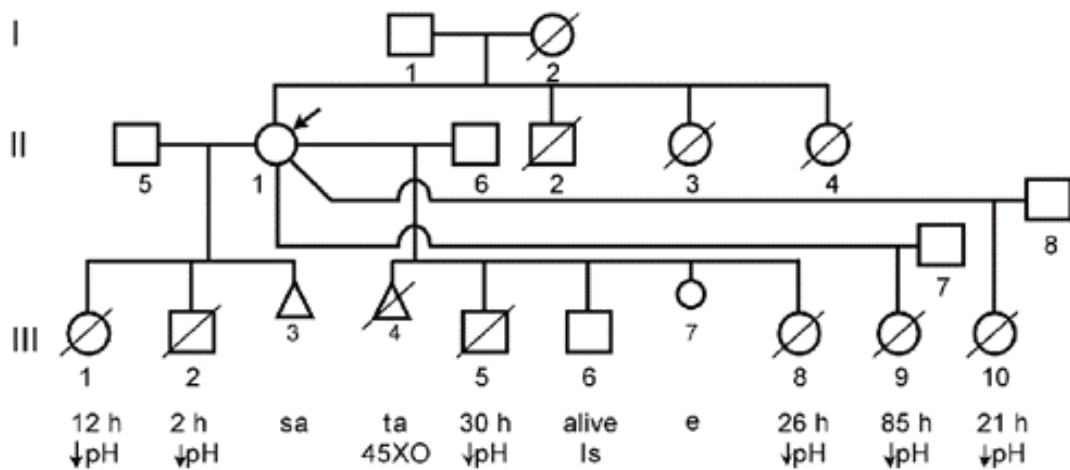 I
1 2
II
5 1 6 2 3 4
8
7
III
1 2 3 4 5 6 7 8 9 10
12 h 2 h sa ta 30 h alive e 26 h 85 h 21 h
↓pH ↓pH 45XO ↓pH Is ↓pH ↓pH ↓pH